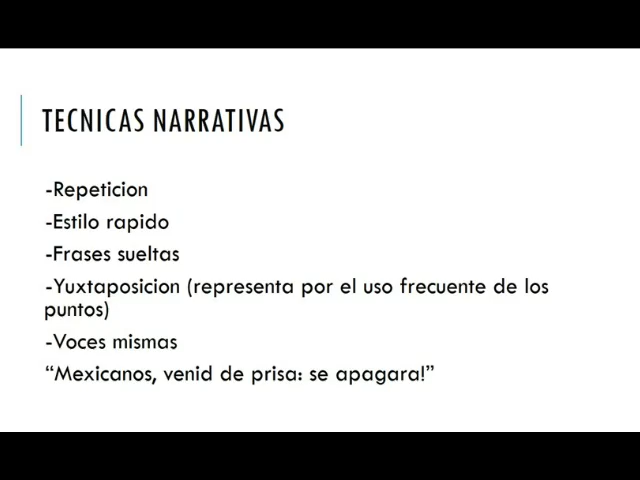 TECNICAS NARRATIVAS
-Repeticion
-Estilo rapido
-Frases sueltas
-Yuxtaposicion (representa por el uso frecuente de los
puntos)
-Voces mismas
“Mexicanos, venid de prisa: se apagara!”